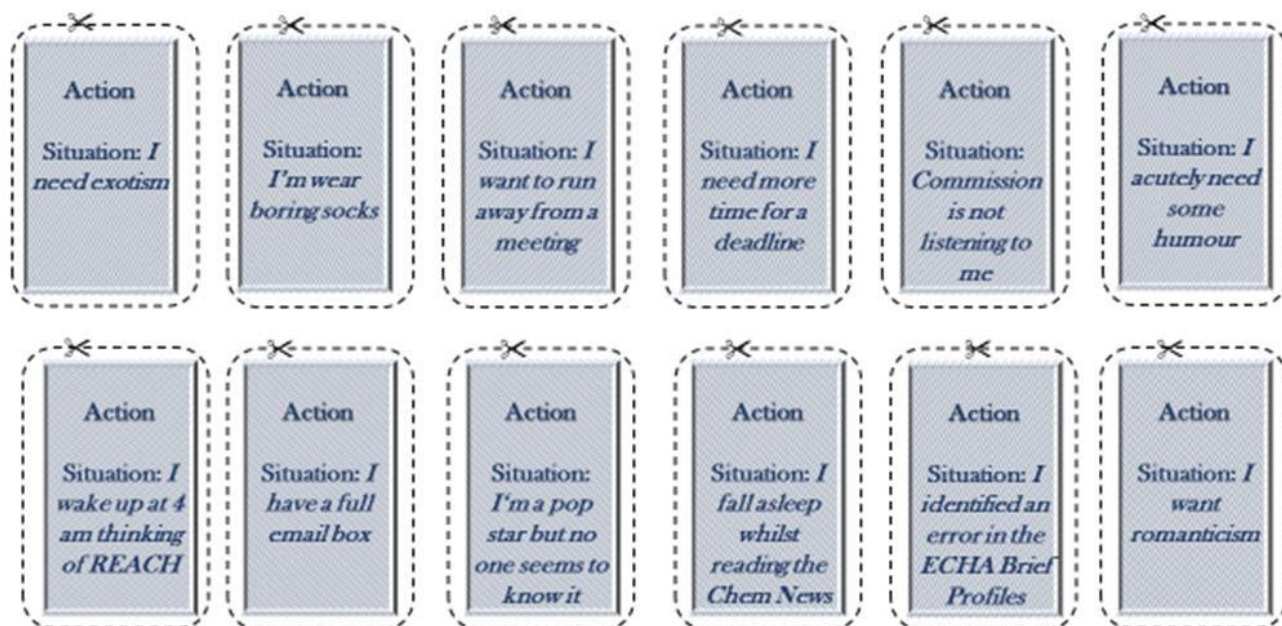 Action
Situation: I
need exotism
Action
Situation:
I'm wear
boring socks
Action
Situation: I
want to run
away from a
meeting
Action
Situation: I
need more
time for a
deadline
Action
Situation:
Commission
is not
listening to
me
Action
Situation: I
acutely need
some
humour
Action
Situation: I
wake up at 4
am thinking
of REACH
Action
Situation: I
have a full
email box
Action
Situation:
I'm a pop
star but no
one seems to
know it
Action
Situation: I
fall asleep
whilst
reading the
Chem News
Action
Situation: I
identified an
error in the
ECHA Brief
Profiles
Action
Situation: I
want
romanticism